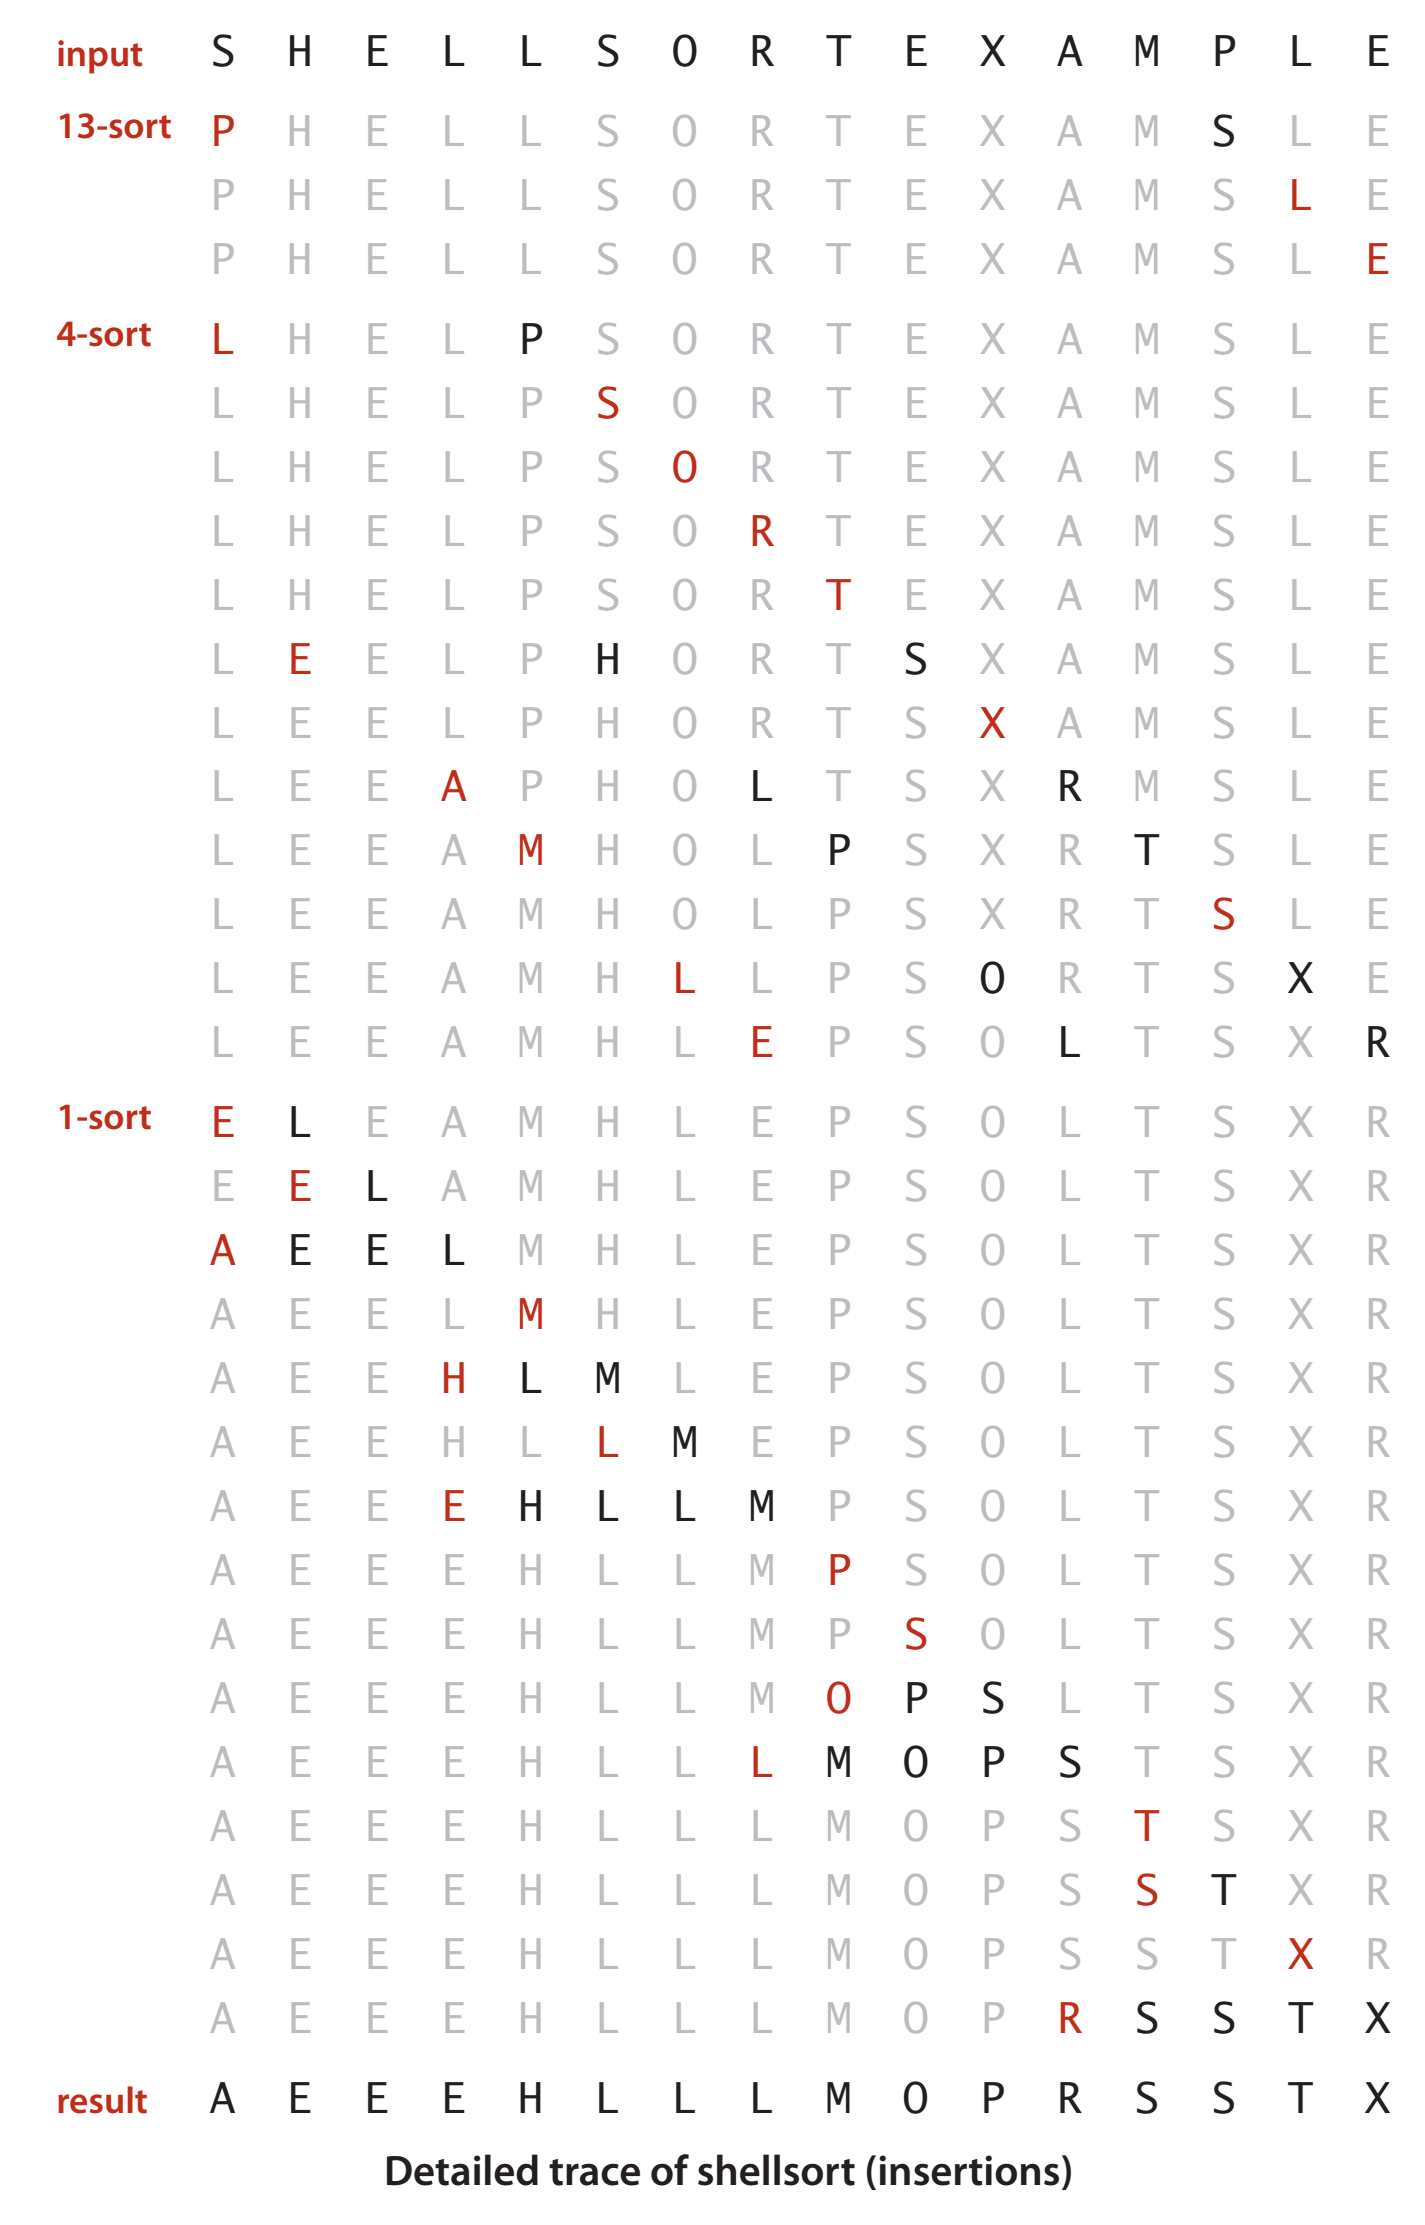 input S H E L L S O R T E X A M P L E
13-sort P H E L L S O R T E X A M S L E
P H E L L S O R T E X A M S L E
P H E L L S O R T E X A M S L E
4-sort L H E L P S O R T E X A M S L E
L H E L P S O R T E X A M S L E
L H E L P S O R T E X A M S L E
L H E L P S O R T E X A M S L E
L H E L P S O R T E X A M S L E
L E E L P H O R T S X A M S L E
L E E L P H O R T S X A M S L E
L E E A P H O L T S X R M S L E
L E E A M H O L P S X R T S L E
L E E A M H O L P S X R T S L E
L E E A M H L L P S O R T S X E
L E E A M H L E P S O L T S X R
1-sort E L E A M H L E P S O L T S X R
E E L A M H L E P S O L T S X R
A E E L M H L E P S O L T S X R
A E E L M H L E P S O L T S X R
A E E H L M L E P S O L T S X R
A E E H L L M E P S O L T S X R
A E E E H L L M P S O L T S X R
A E E E H L L M P S O L T S X R
A E E E H L L M P S O L T S X R
A E E E H L L M O P S L T S X R
A E E E H L L L M O P S T S X R
A E E E H L L L M O P S T S X R
A E E E H L L L M O P S S T X R
A E E E H L L L M O P S S T X R
A E E E H L L L M O P R S S T X
result A E E E H L L L M O P R S S T X
Detailed trace of shellsort (insertions)